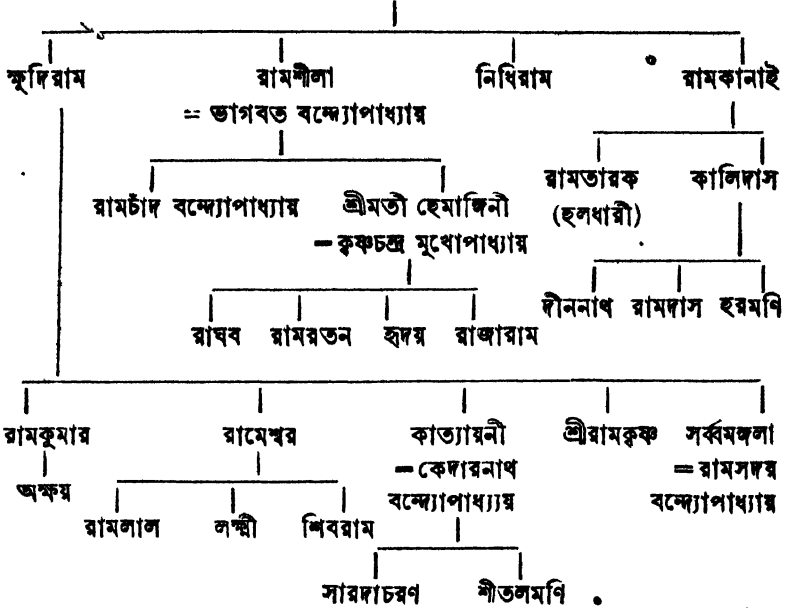 ক্ষুদিরাম রামশীলা নিধিরাম রামকানাই
= ভাগবত বন্দ্যোপাধ্যায়
রামতারক কালিদাস
রামচাঁদ বন্দ্যোপাধ্যায় শ্রীমতী হেমাঙ্গিনী (হলধারী)
— কৃষ্ণচন্দ্র মুখোপাধ্যায়
দীননাথ রামদাস হরমণি
রাঘব রামরতন হৃদয় রাজারাম
রামকুমার রামেশ্বর কাত্যায়নী শ্রীরামকৃষ্ণ সর্ব্বমঙ্গলা
— কেদারনাথ = রামসদয়
অক্ষয় বন্দ্যোপাধ্যায় বন্দ্যোপাধ্যায়
রামলাল লক্ষ্মী শিবরাম
সারদাচরণ শীতলমণি